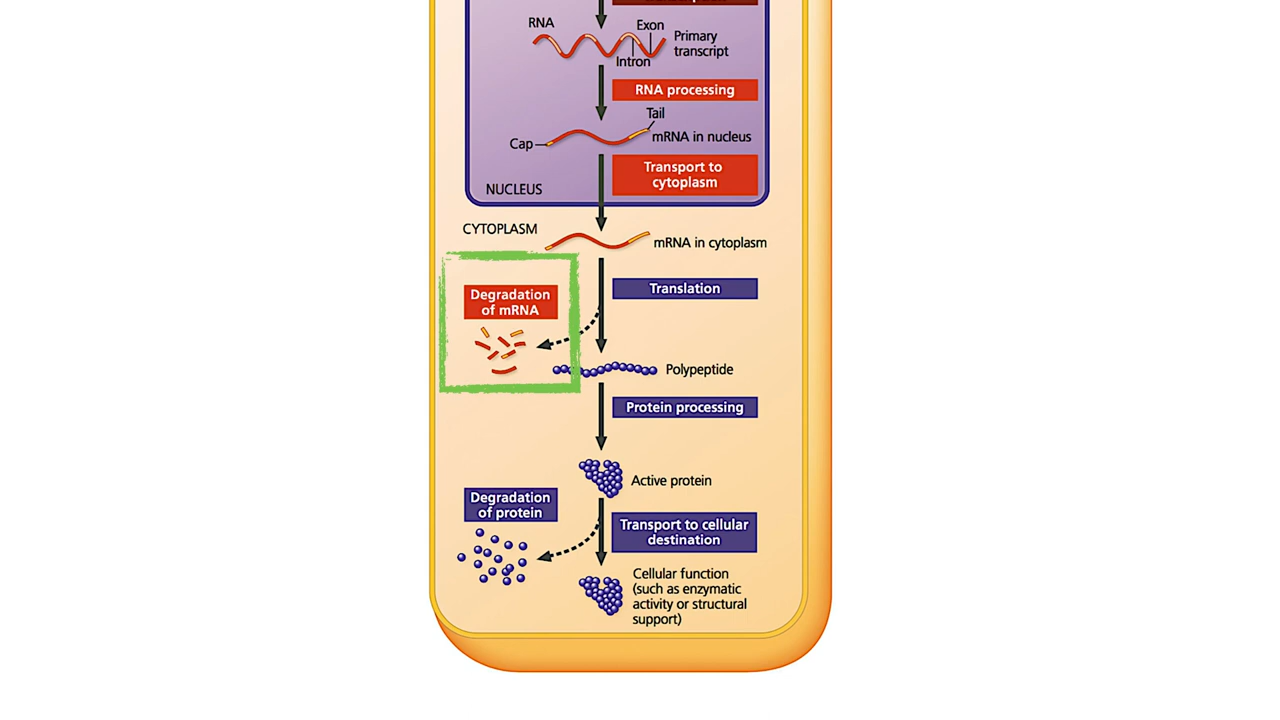 RNA
Exon
Primary
transcript
Intron
RNA processing
Tail
Cap
mRNA in nucleus
Transport to
cytoplasm
NUCLEUS
CYTOPLASM
mRNA in cytoplasm
Translation
Degradation
of mRNA
Polypeptide
Protein processing
Active protein
Degradation
of protein
Transport to cellular
destination
Cellular function
(such as enzymatic
activity or structural
support)